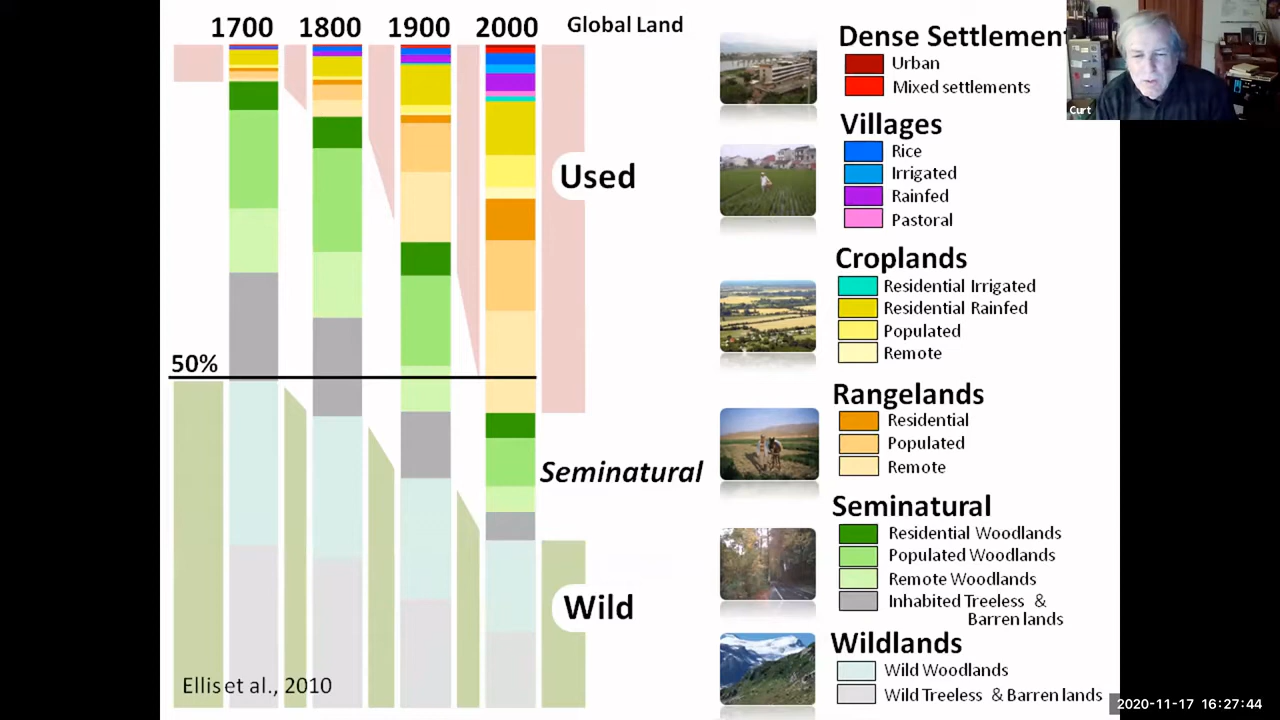 1700 1800 1900 2000 Global Land
50%
Used
Seminatural
Wild
Ellis et al., 2010
Dense Settlement
Urban
Mixed settlements
Villages
Rice
Irrigated
Rainfed
Pastoral
Croplands
Residential Irrigated
Residential Rainfed
Populated
Remote
Rangelands
Residential
Populated
Remote
Seminatural
Residential Woodlands
Populated Woodlands
Remote Woodlands
Inhabited Treeless &
Barren lands
Wildlands
Wild Woodlands
Wild Treeless & Barren lands
Curt
2020-11-17 16:27:44